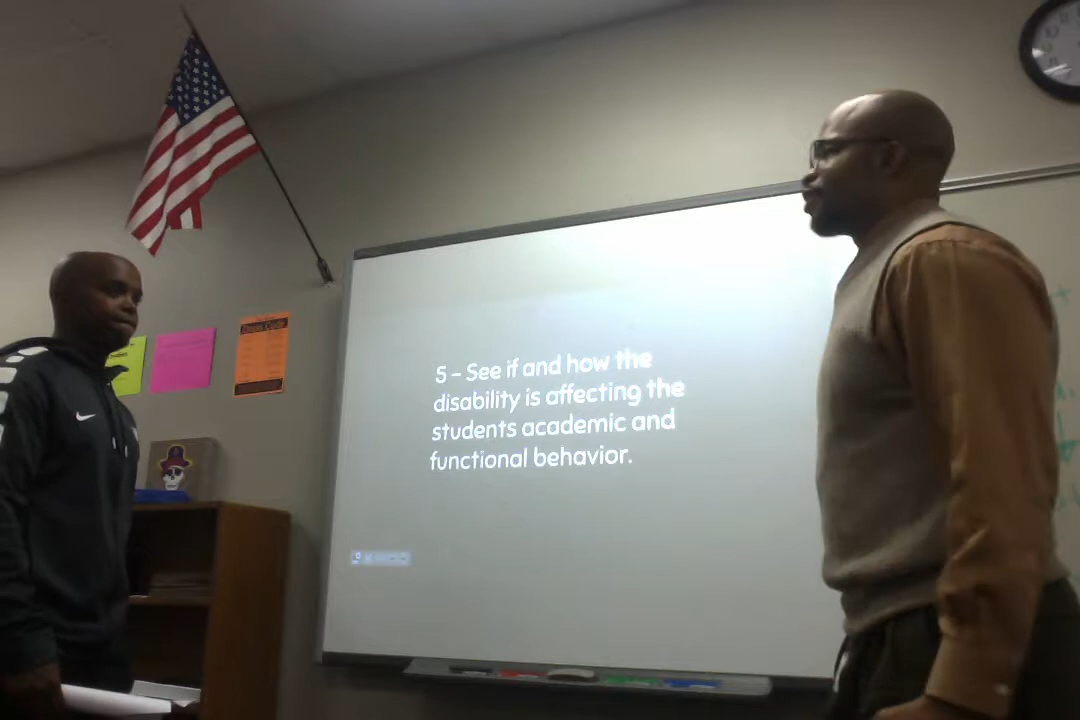 5 - See if and how the
disability is affecting the
students academic and
functional behavior.